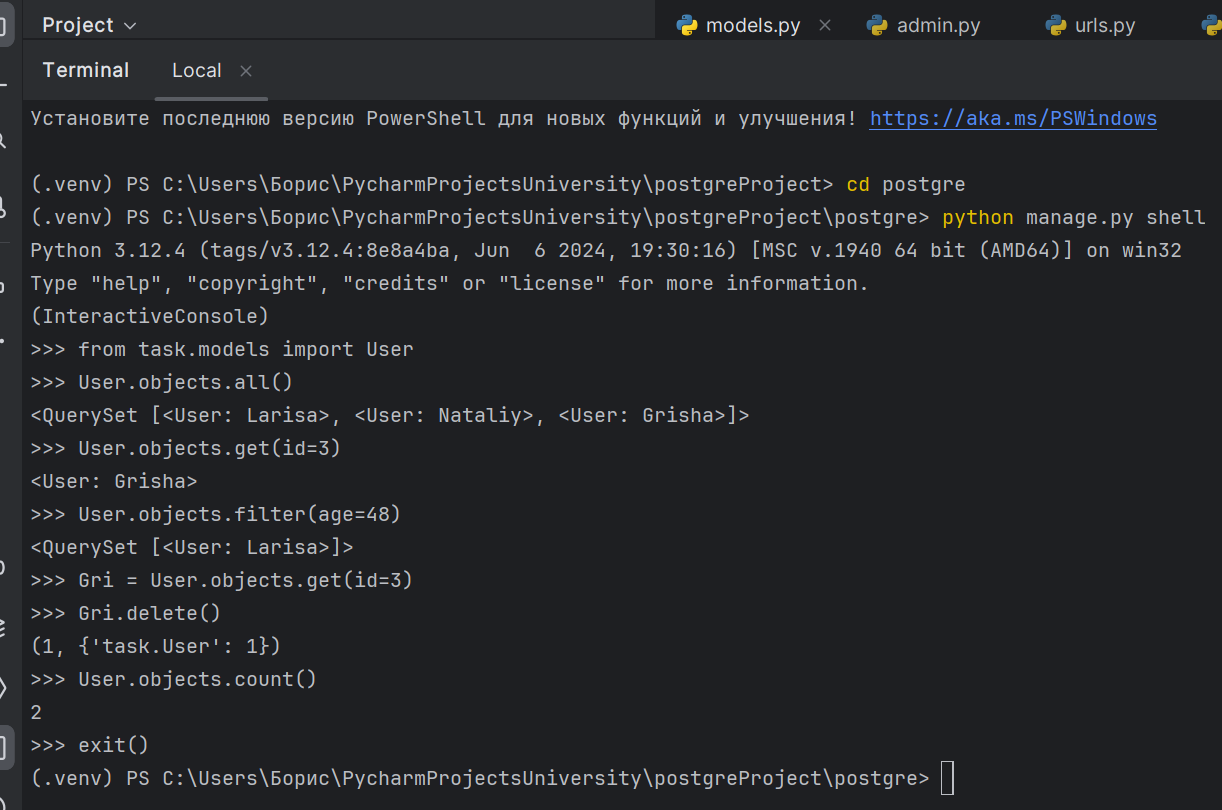 Project
models.py
admin.py
urls.py
Terminal
Local
Установите последнюю версию PowerShell для новых функций и улучшения! https://aka.ms/PSWindows
(.venv) PS C:\Users\Борис\PycharmProjectsUniversity\postgreProject> cd postgre
(.venv) PS C:\Users\Борис\PycharmProjectsUniversity\postgreProject\postgre> python manage.py shell
Python 3.12.4 (tags/v3.12.4:8e8a4ba, Jun  6 2024, 19:30:16) [MSC v.1940 64 bit (AMD64)] on win32
Type "help", "copyright", "credits" or "license" for more information.
(InteractiveConsole)
>>> from task.models import User
>>> User.objects.all()
<QuerySet [<User: Larisa>, <User: Nataliy>, <User: Grisha>]>
>>> User.objects.get(id=3)
<User: Grisha>
>>> User.objects.filter(age=48)
<QuerySet [<User: Larisa>]>
>>> Gri = User.objects.get(id=3)
>>> Gri.delete()
(1, {'task.User': 1})
>>> User.objects.count()
2
>>> exit()
(.venv) PS C:\Users\Борис\PycharmProjectsUniversity\postgreProject\postgre>